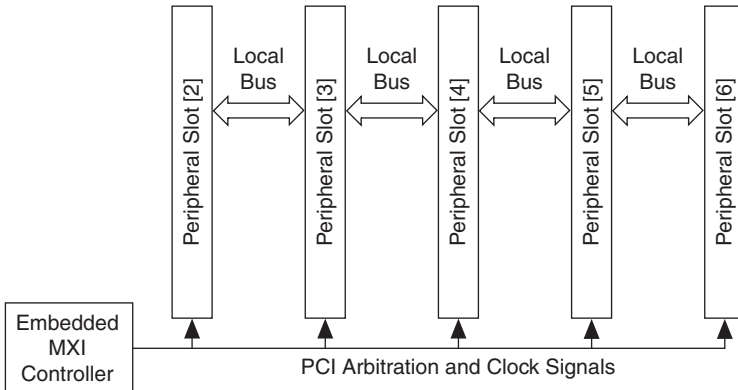 Local
Bus
Local
Bus
Local
Bus
Local
Bus
Peripheral Slot [2]
Peripheral Slot [3]
Peripheral Slot [4]
Peripheral Slot [5]
Peripheral Slot [6]
Embedded
MXI
Controller
PCI Arbitration and Clock Signals